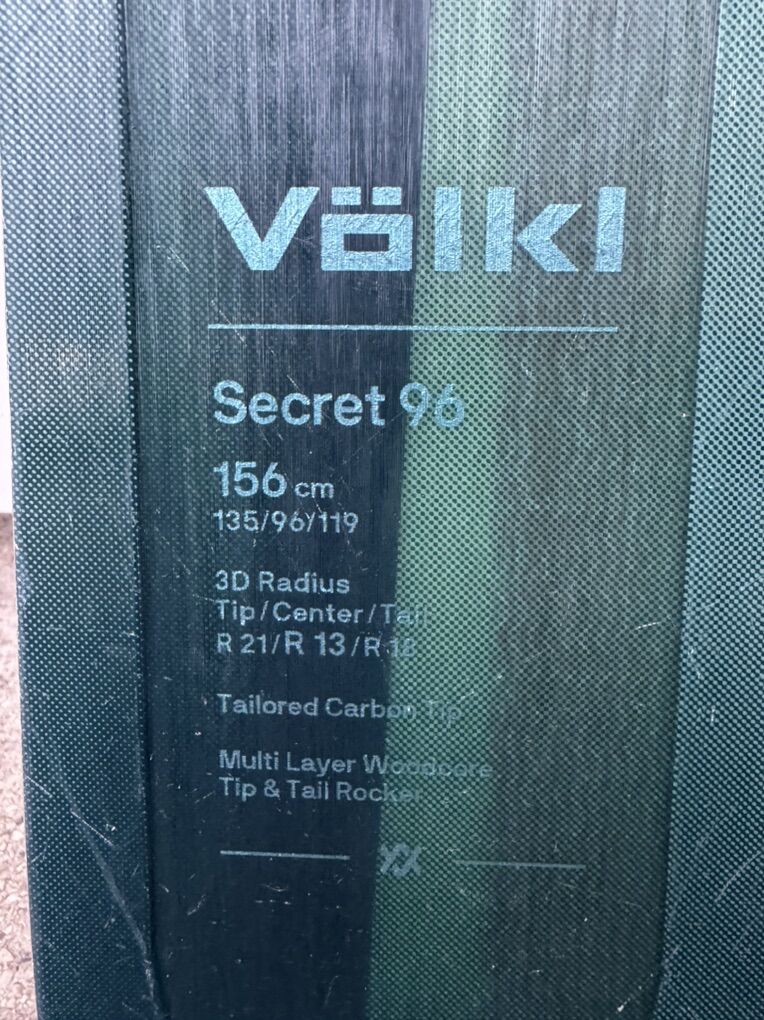 Völkl
Secret 96
156 cm
135/96/119
3D Radius
Tip/Center/Tail
R 21/R 13/R 18
Tailored Carbon Tip
Multi Layer Woodcore
Tip & Tail Rocker